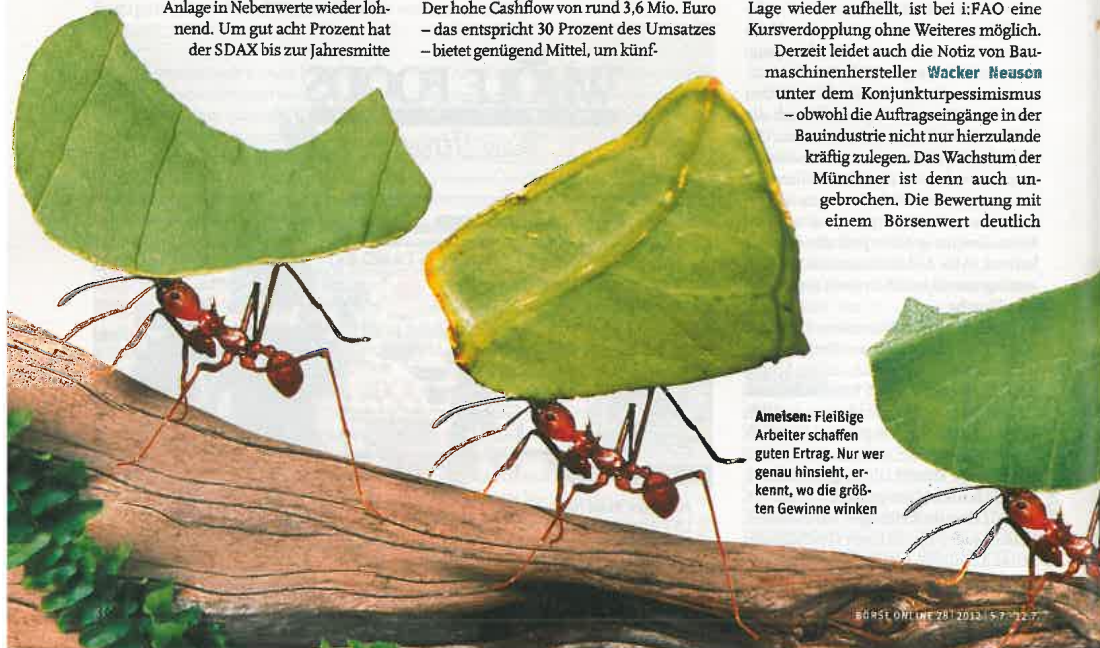 Anlage in Nebenwerte wieder loh-
nend. Um gut acht Prozent hat
der SDAX bis zur Jahresmitte
Der hohe Cashflow von rund 3,6 Mio. Euro
– das entspricht 30 Prozent des Umsatzes
– bietet genügend Mittel, um künf-
Lage wieder aufhellt, ist bei i:FAO eine
Kursverdopplung ohne Weiteres möglich.
Derzeit leidet auch die Notiz von Bau-
maschinenhersteller Wacker Neuson
unter dem Konjunkturpessimismus
– obwohl die Auftragseingänge in der
Bauindustrie nicht nur hierzulande
kräftig zulegen. Das Wachstum der
Münchner ist denn auch un-
gebrochen. Die Bewertung mit
einem Börsenwert deutlich
Ameisen: Fleißige
Arbeiter schaffen
guten Ertrag. Nur wer
genau hinsieht, er-
kennt, wo die größ-
ten Gewinne winken
BÖRSE ONLINE 28 | 2012 | 5.7.-12.7.